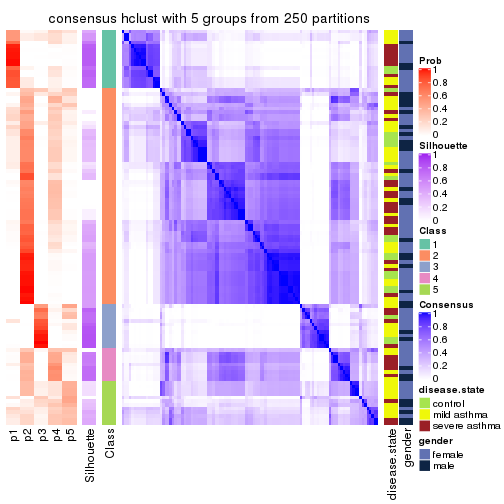 consensus hclust with 5 groups from 250 partitions
Prob
1
0.8
0.6
0.4
0.2
0
Silhouette
1
0.8
0.6
0.4
0.2
0
Class
1
2
3
4
5
Consensus
1
0.8
0.6
0.4
0.2
0
disease.state
control
mild asthma
severe asthma
gender
female
male
p1
p2
p3
p4
p5
Silhouette
Class
disease.state
gender